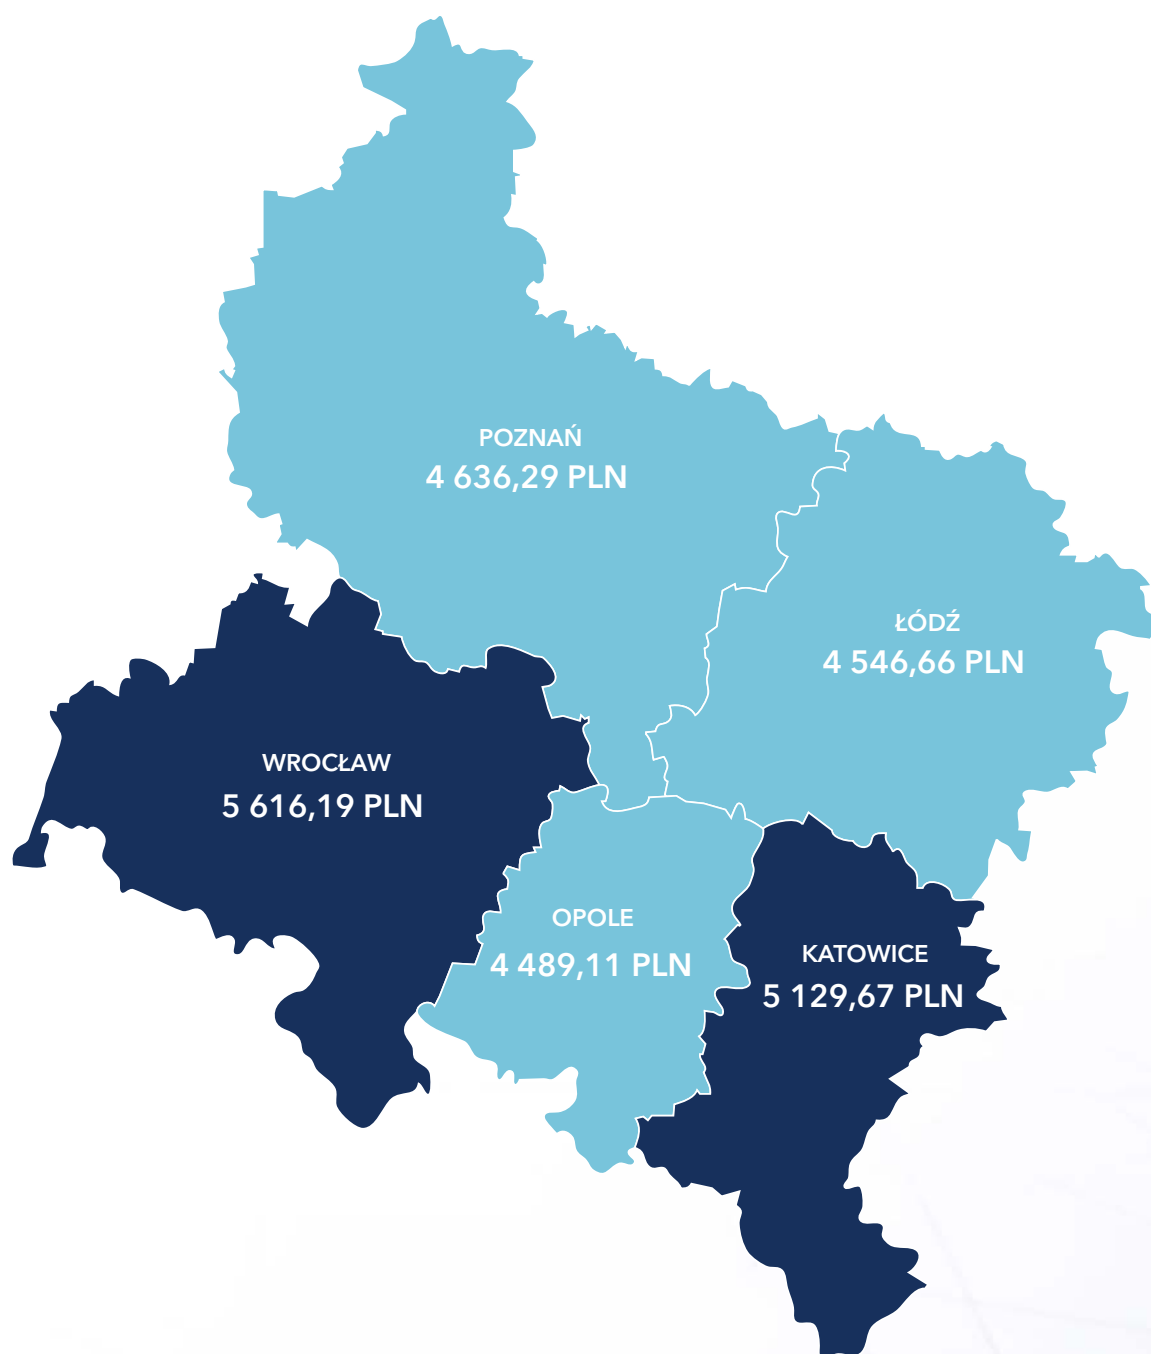 POZNAŃ
4 636,29 PLN
ŁÓDŹ
4 546,66 PLN
WROCŁAW
5 616,19 PLN
OPOLE
4 489,11 PLN
KATOWICE
5 129,67 PLN